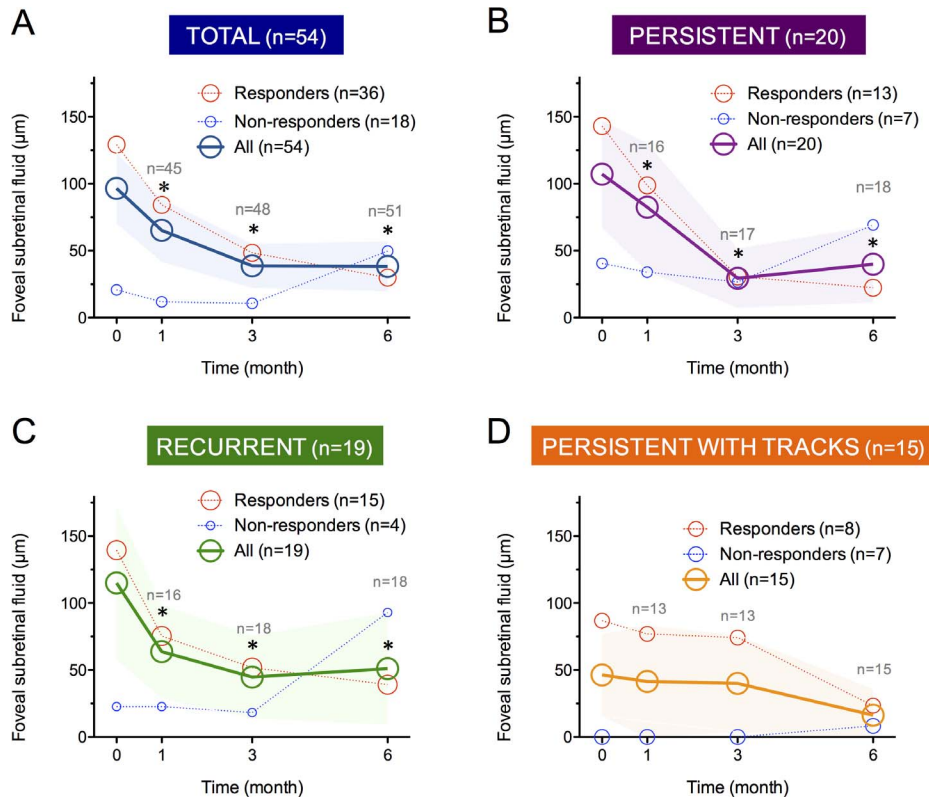 A
TOTAL (n=54)
Foveal subretinal fluid (μm)
150
100
50
0
Responders (n=36)
Non-responders (n=18)
All (n=54)
n=45
*
n=48
*
n=51
*
0 1 3 6
Time (month)
B
PERSISTENT (n=20)
Foveal subretinal fluid (μm)
150
100
50
0
Responders (n=13)
Non-responders (n=7)
All (n=20)
n=16
*
n=17
*
n=18
*
0 1 3 6
Time (month)
C
RECURRENT (n=19)
Foveal subretinal fluid (μm)
150
100
50
0
Responders (n=15)
Non-responders (n=4)
All (n=19)
n=16
*
n=18
*
n=18
*
0 1 3 6
Time (month)
D
PERSISTENT WITH TRACKS (n=15)
Foveal subretinal fluid (μm)
150
100
50
0
Responders (n=8)
Non-responders (n=7)
All (n=15)
n=13
n=13
n=15
0 1 3 6
Time (month)